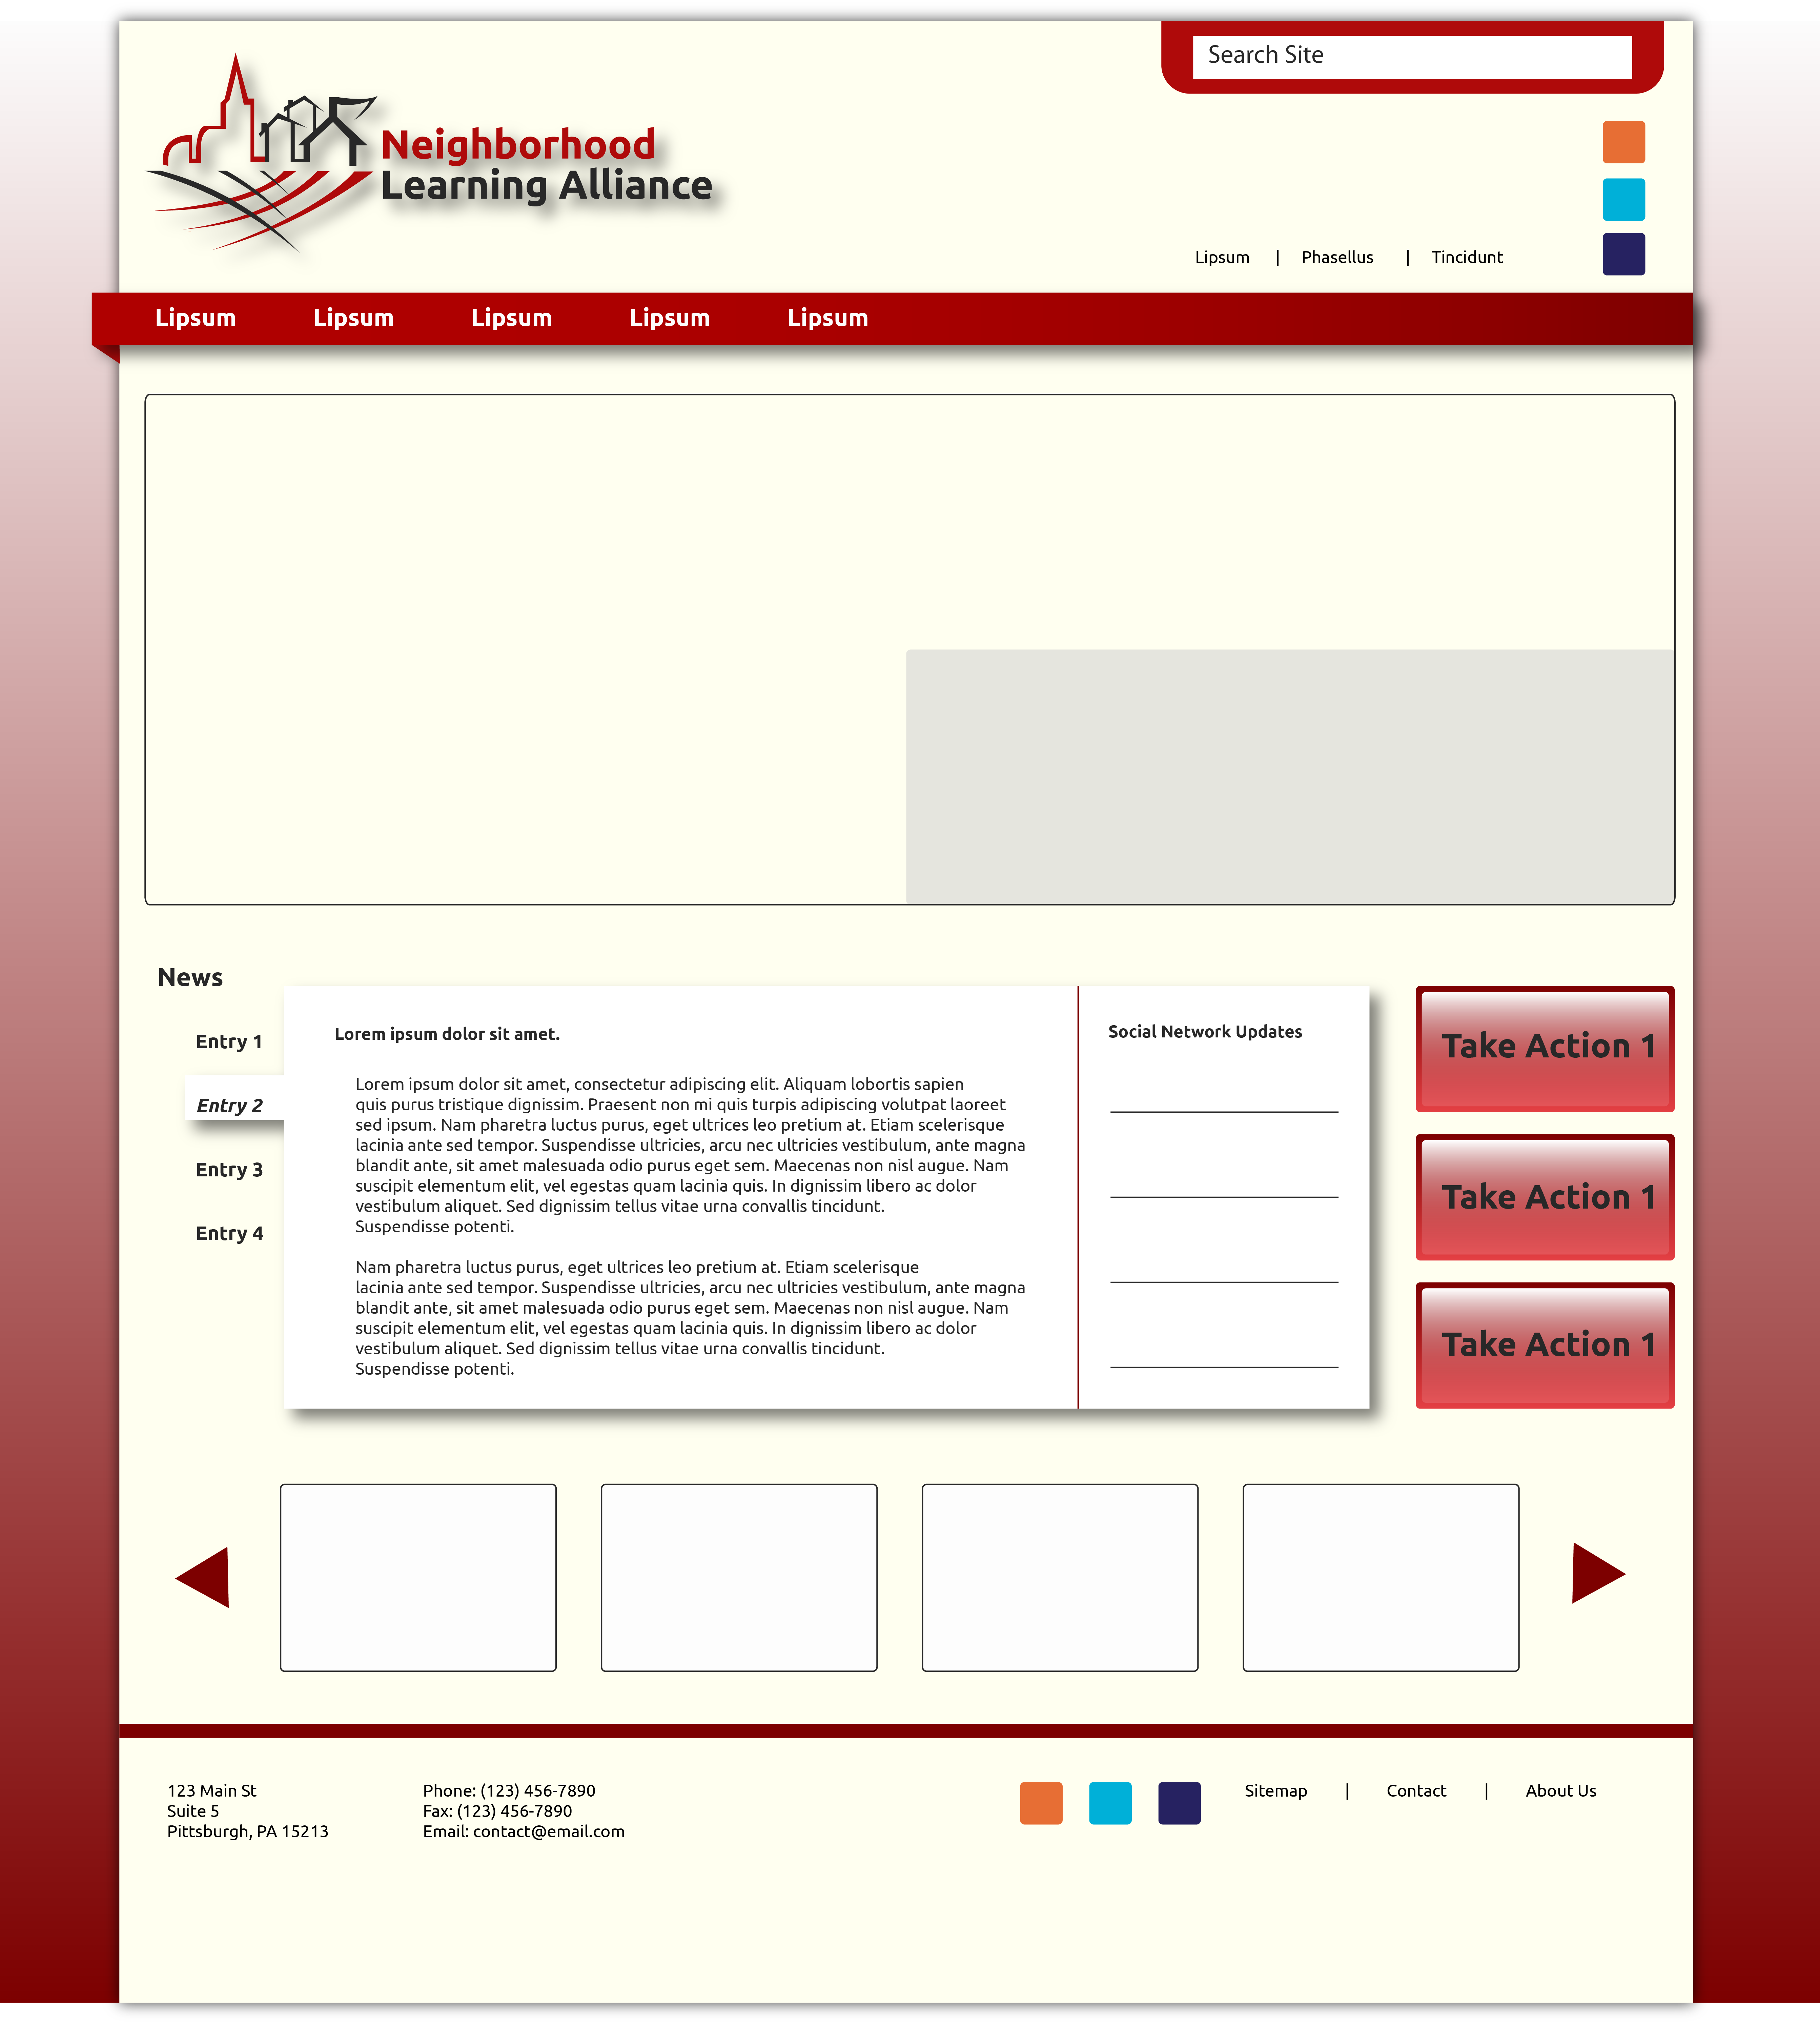 Search Site
Neighborhood
Learning Alliance
Lipsum | Phasellus | Tincidunt
Lipsum Lipsum Lipsum Lipsum Lipsum
News
Entry 1
Entry 2
Entry 3
Entry 4
Lorem ipsum dolor sit amet.
Lorem ipsum dolor sit amet, consectetur adipiscing elit. Aliquam lobortis sapien
quis purus tristique dignissim. Praesent non mi quis turpis adipiscing volutpat laoreet
sed ipsum. Nam pharetra luctus purus, eget ultrices leo pretium at. Etiam scelerisque
lacinia ante sed tempor. Suspendisse ultricies, arcu nec ultricies vestibulum, ante magna
blandit ante, sit amet malesuada odio purus eget sem. Maecenas non nisl augue. Nam
suscipit elementum elit, vel egestas quam lacinia quis. In dignissim libero ac dolor
vestibulum aliquet. Sed dignissim tellus vitae urna convallis tincidunt.
Suspendisse potenti.
Nam pharetra luctus purus, eget ultrices leo pretium at. Etiam scelerisque
lacinia ante sed tempor. Suspendisse ultricies, arcu nec ultricies vestibulum, ante magna
blandit ante, sit amet malesuada odio purus eget sem. Maecenas non nisl augue. Nam
suscipit elementum elit, vel egestas quam lacinia quis. In dignissim libero ac dolor
vestibulum aliquet. Sed dignissim tellus vitae urna convallis tincidunt.
Suspendisse potenti.
Social Network Updates
Take Action 1
Take Action 1
Take Action 1
123 Main St
Suite 5
Pittsburgh, PA 15213
Phone: (123) 456-7890
Fax: (123) 456-7890
Email: contact@email.com
Sitemap | Contact | About Us